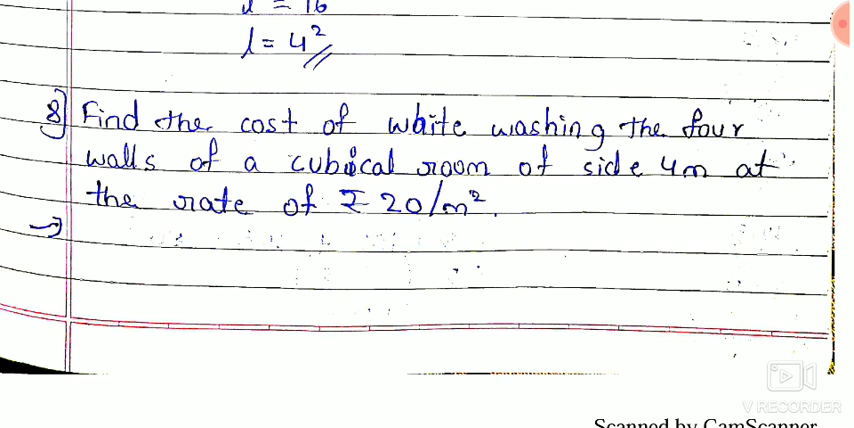 l = 16
l = 4²
8] Find the cost of white washing the four
walls of a cubical room of side 4m at
the rate of ₹ 20/m².
→
V RECORDER
Scanned by CamScanner